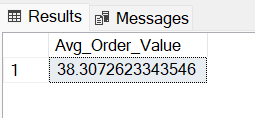 Results Messages
Avg_Order_Value
1 38.3072623343546